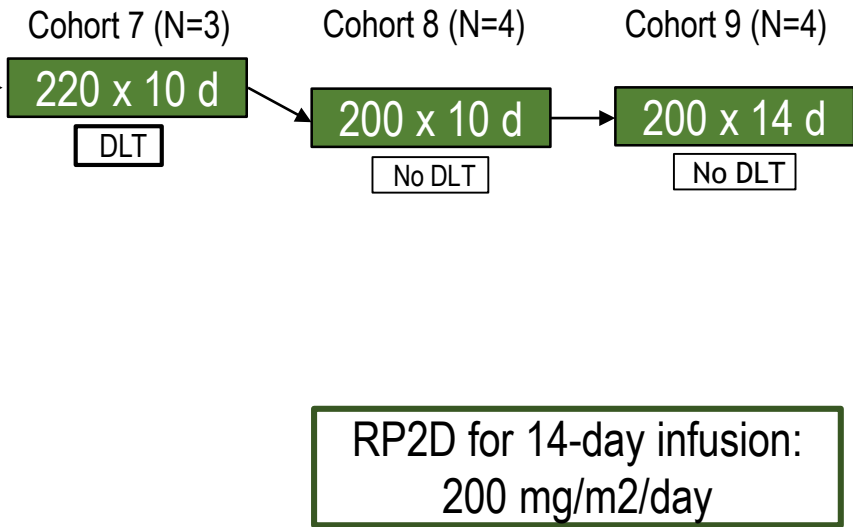 Cohort 7 (N=3)
Cohort 8 (N=4)
Cohort 9 (N=4)
220 x 10 d
200 x 10 d
200 x 14 d
DLT
No DLT
No DLT
RP2D for 14-day infusion:
200 mg/m2/day